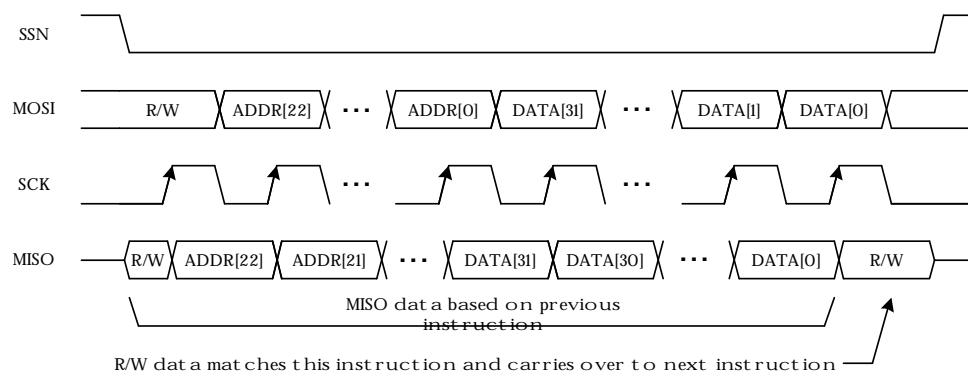 SSN
MOSI R/W ADDR[22] ... ADDR[0] DATA[31] ... DATA[1] DATA[0]
SCK ... ...
MISO R/W ADDR[22] ADDR[21] ... DATA[31] DATA[30] ... DATA[0] R/W
MISO data based on previous
instruction
R/W data matches this instruction and carries over to next instruction